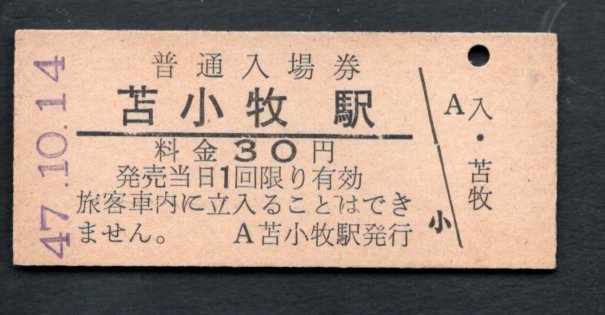 47.10.14
普通入場券
苫小牧駅
料金30円
発売当日1回限り有効
旅客車内に立入ることはでき
ません。 A苫小牧駅発行
小
A
入・苫牧